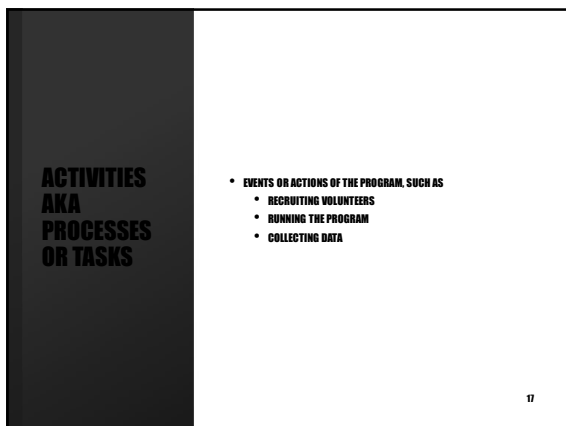 ACTIVITIES
AKA
PROCESSES
OR TASKS
• EVENTS OR ACTIONS OF THE PROGRAM, SUCH AS
• RECRUITING VOLUNTEERS
• RUNNING THE PROGRAM
• COLLECTING DATA
17